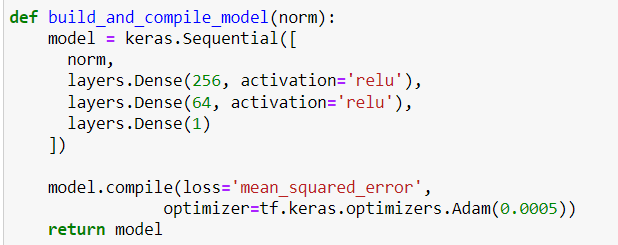 def build_and_compile_model(norm):
    model = keras.Sequential([
      norm,
      layers.Dense(256, activation='relu'),
      layers.Dense(64, activation='relu'),
      layers.Dense(1)
    ])

    model.compile(loss='mean_squared_error',
                optimizer=tf.keras.optimizers.Adam(0.0005))
    return model